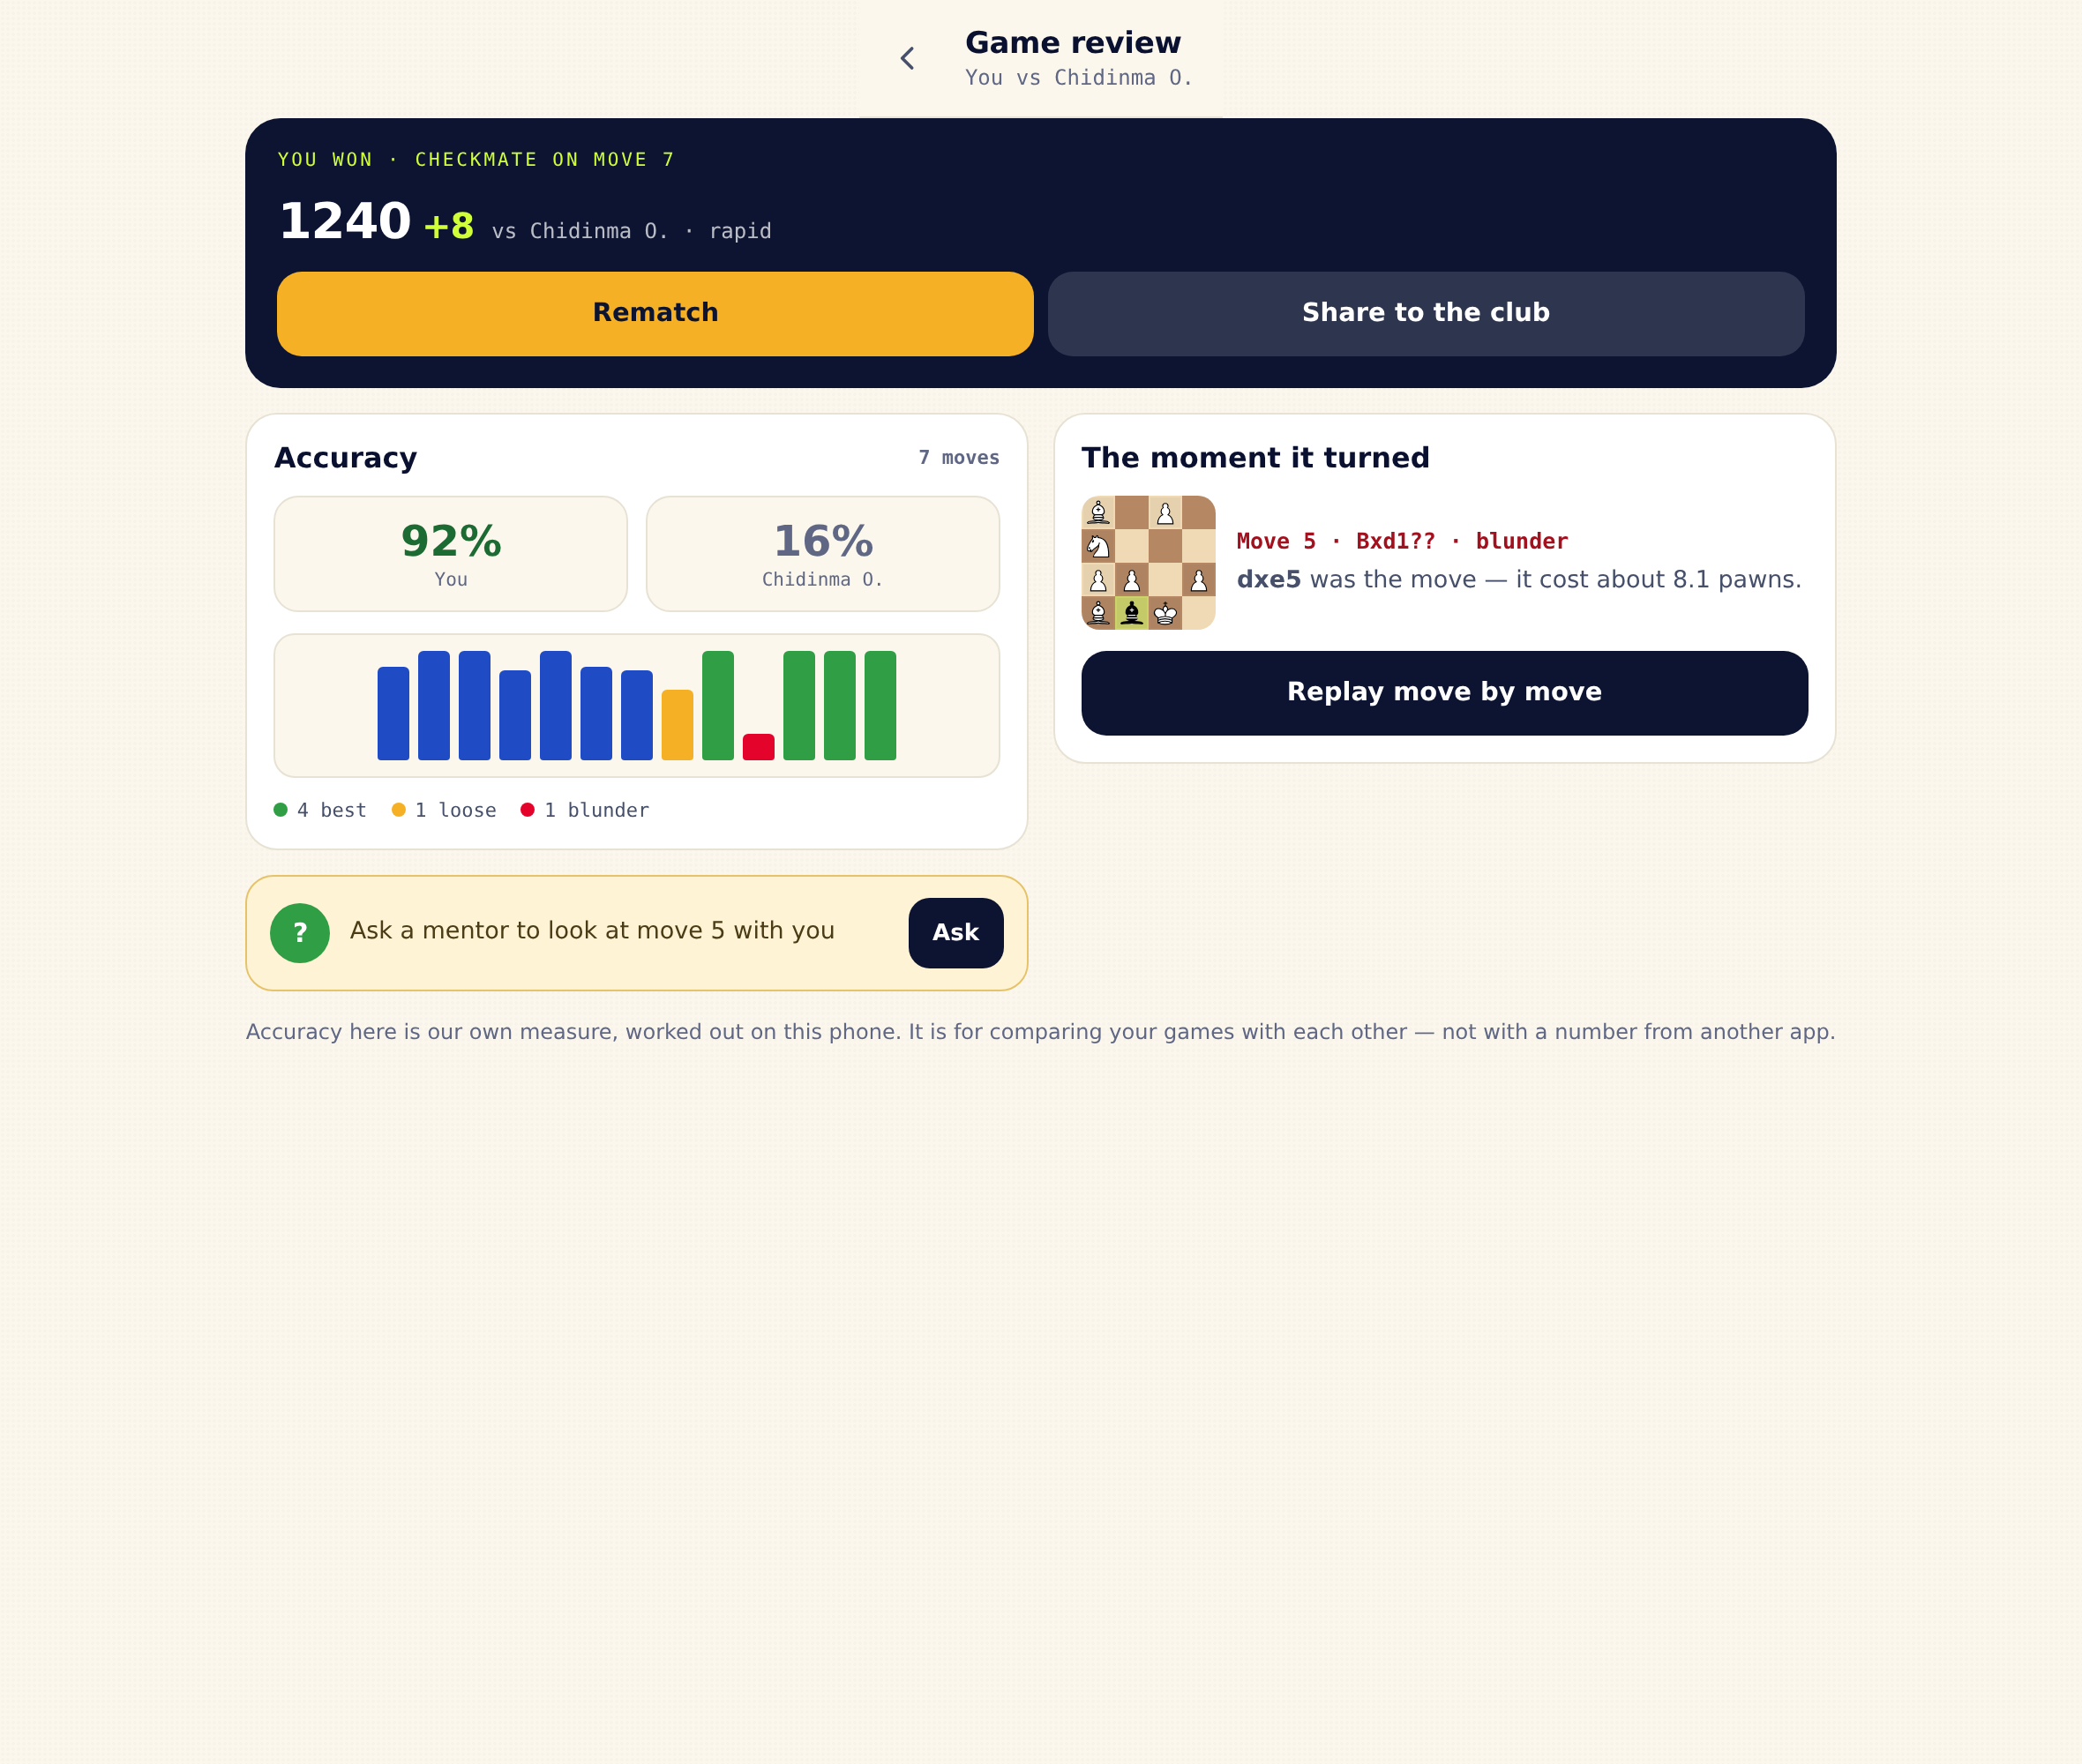 Game review
You vs Chidinma O.
YOU WON · CHECKMATE ON MOVE 7
1240 +8 vs Chidinma O. · rapid
Rematch
Share to the club
Accuracy
7 moves
92%
You
16%
Chidinma O.
4 best
1 loose
1 blunder
The moment it turned
Move 5 · Bxd1?? · blunder
dxe5 was the move — it cost about 8.1 pawns.
Replay move by move
?
Ask a mentor to look at move 5 with you
Ask
Accuracy here is our own measure, worked out on this phone. It is for comparing your games with each other — not with a number from another app.